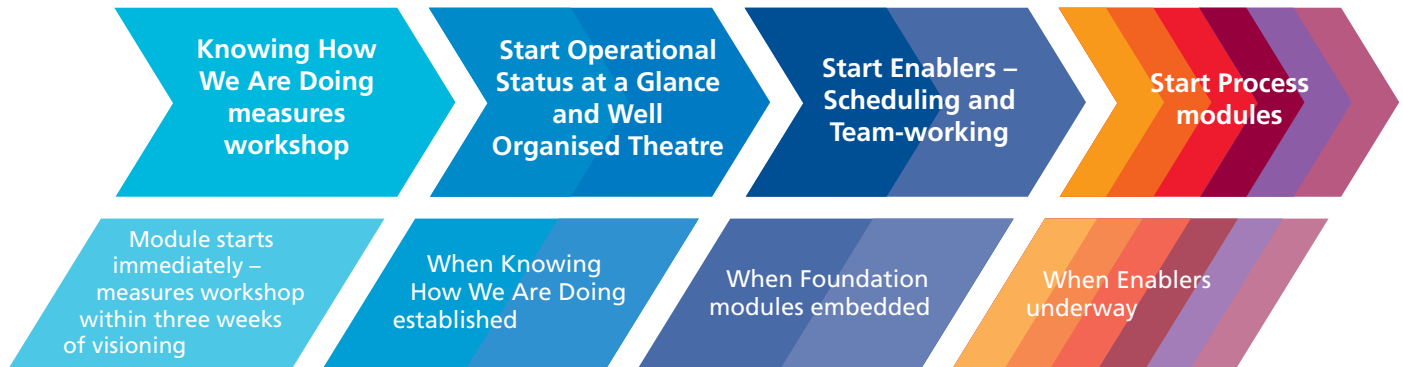 Knowing How
We Are Doing
measures
workshop
Start Operational
Status at a Glance
and Well
Organised Theatre
Start Enablers –
Scheduling and
Team-working
Start Process
modules
Module starts
immediately –
measures workshop
within three weeks
of visioning
When Knowing
How We Are Doing
established
When Foundation
modules embedded
When Enablers
underway